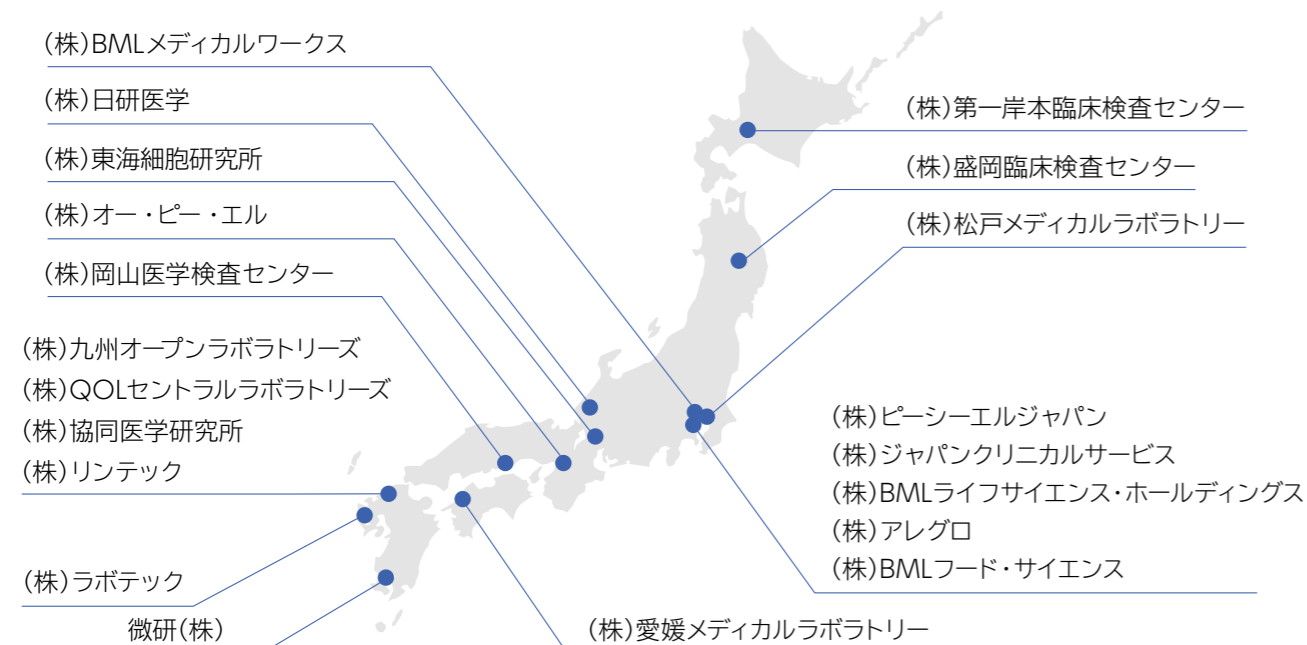 (株)BMLメディカルワークス
(株)日研医学
(株)東海細胞研究所
(株)オー・ピー・エル
(株)岡山医学検査センター
(株)九州オープンラボラトリーズ
(株)QOLセントラルラボラトリーズ
(株)協同医学研究所
(株)リンテック
(株)ラボテック
微研(株)
(株)第一岸本臨床検査センター
(株)盛岡臨床検査センター
(株)松戸メディカルラボラトリー
(株)ピーシーエルジャパン
(株)ジャパンクリニカルサービス
(株)BMLライフサイエンス・ホールディングス
(株)アレグロ
(株)BMLフード・サイエンス
(株)愛媛メディカルラボラトリー